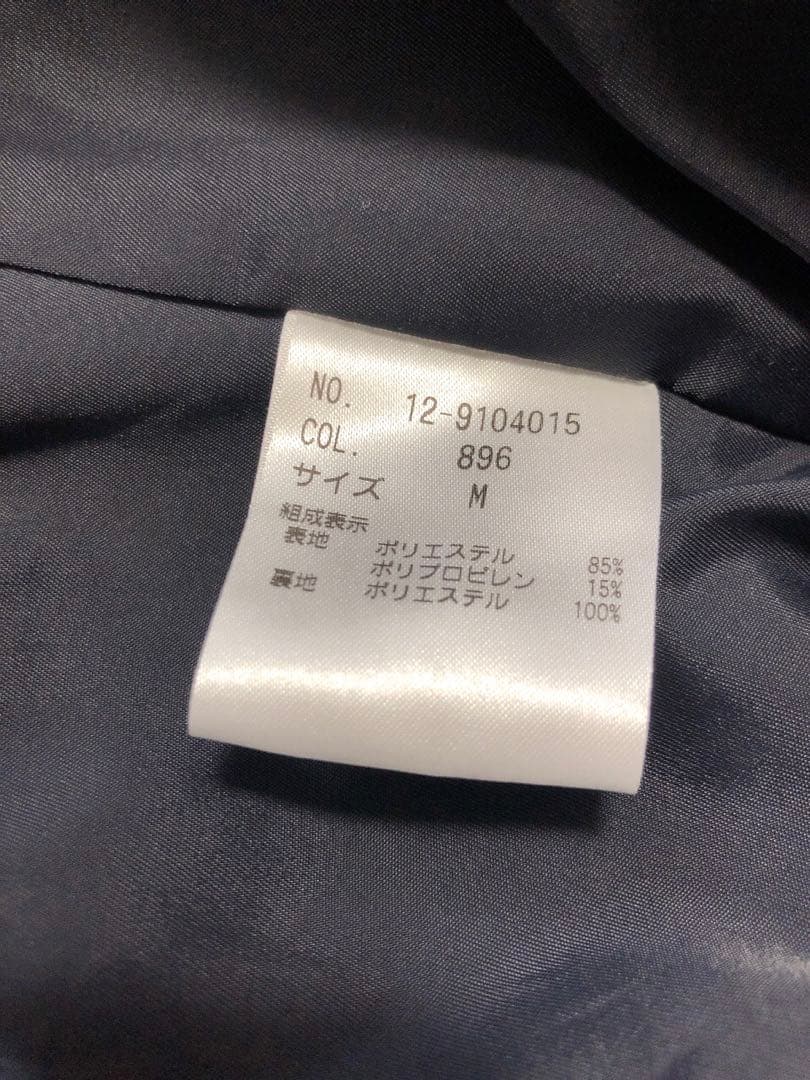 NO. 12-9104015
COL. 896
サイズ M
組成表示
表地 ポリエステル 85%
ポリプロピレン 15%
裏地 ポリエステル 100%